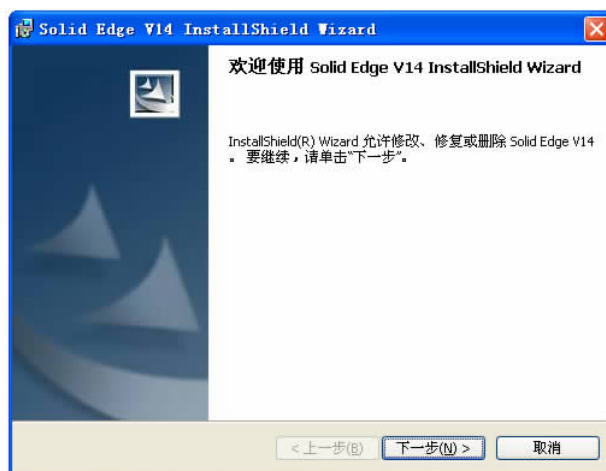 Solid Edge V14 InstallShield Wizard
欢迎使用 Solid Edge V14 InstallShield Wizard
InstallShield(R) Wizard 允许修改、修复或删除 Solid Edge V14
。 要继续，请单击“下一步”。
< 上一步(B) 下一步(N) > 取消